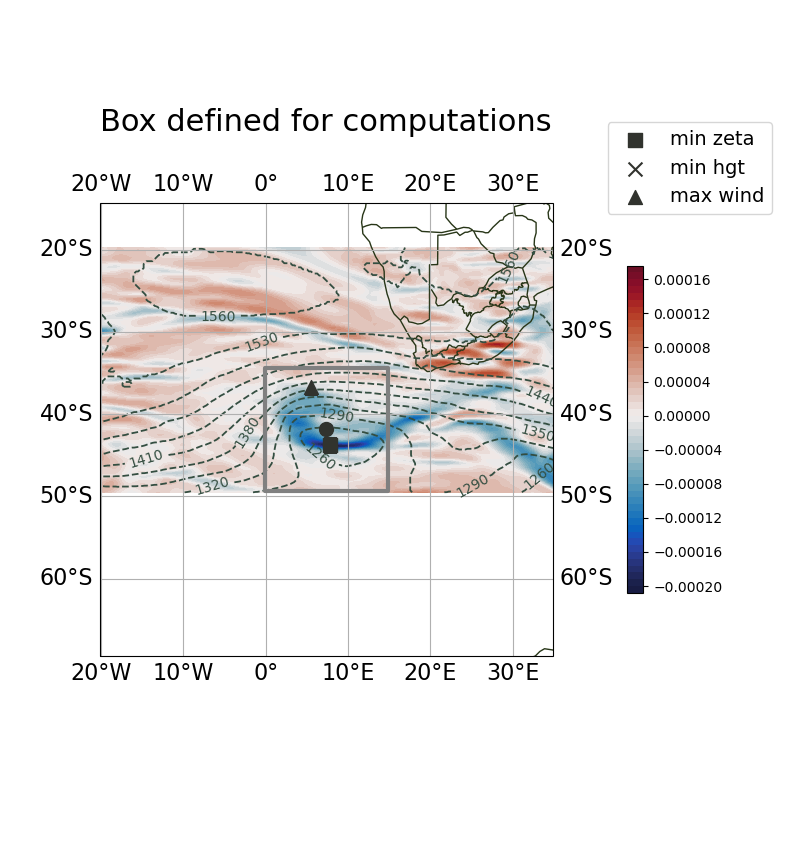 Box defined for computations
min zeta
min hgt
max wind
20°W 10°W 0° 10°E 20°E 30°E
20°S 20°S
30°S 30°S
40°S 40°S
50°S 50°S
60°S 60°S
20°W 10°W 0° 10°E 20°E 30°E
1560
1560
1530
1440
1290
1350
1380
1410
1260
1260
1320
1290
0.00016
0.00012
0.00008
0.00004
0.00000
−0.00004
−0.00008
−0.00012
−0.00016
−0.00020